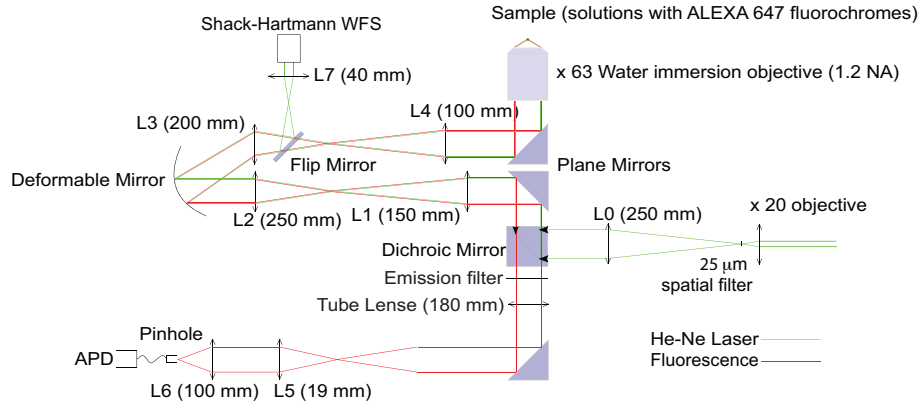 Sample (solutions with ALEXA 647 fluorochromes)
Shack-Hartmann WFS
L7 (40 mm)
x 63 Water immersion objective (1.2 NA)
L4 (100 mm)
L3 (200 mm)
Flip Mirror
Plane Mirrors
Deformable Mirror
L2 (250 mm)
L1 (150 mm)
L0 (250 mm)
x 20 objective
Dichroic Mirror
25 μm
spatial filter
Emission filter
Tube Lense (180 mm)
Pinhole
APD
He-Ne Laser
Fluorescence
L6 (100 mm)
L5 (19 mm)